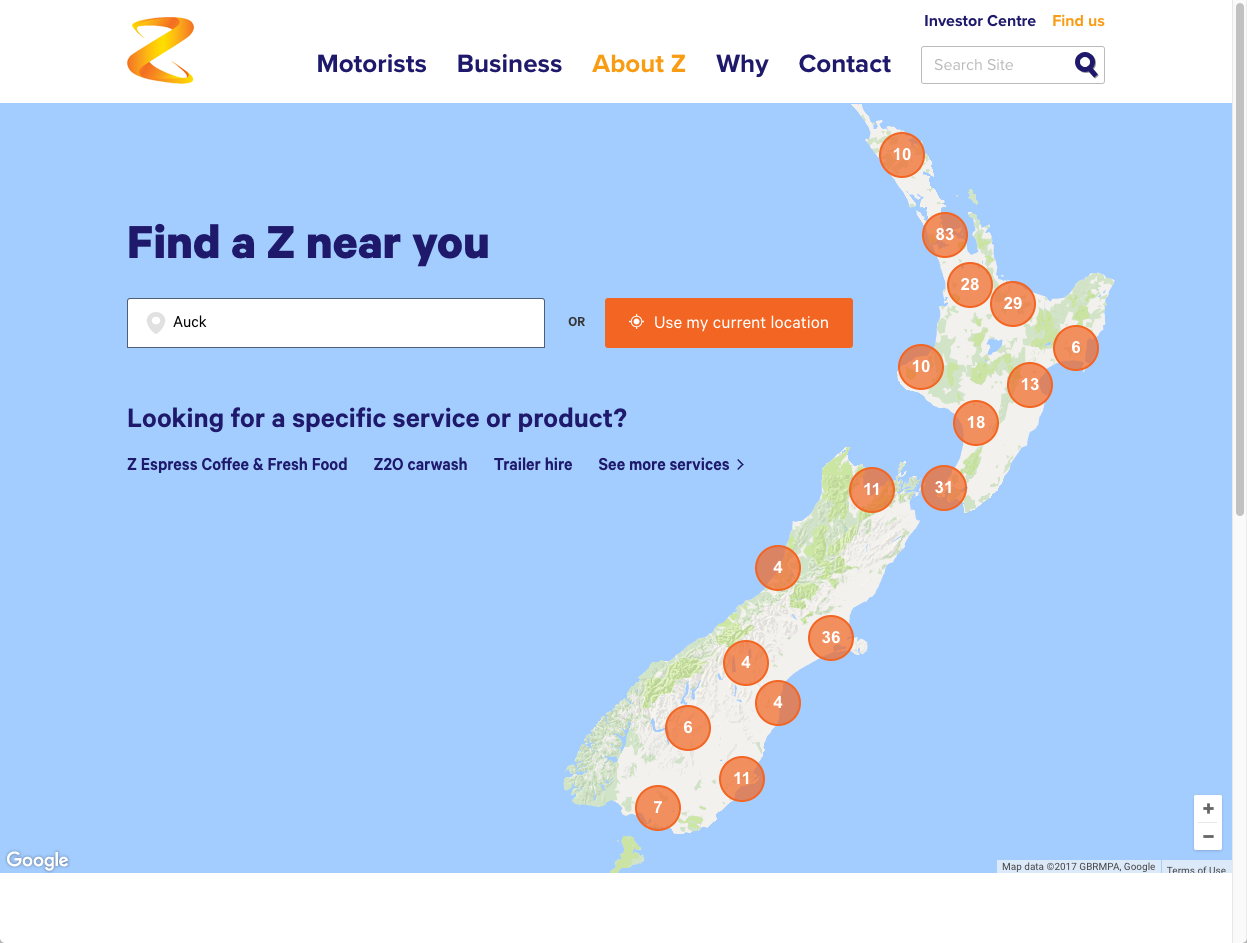 Investor Centre Find us
Motorists Business About Z Why Contact
Search Site
Find a Z near you
Auck
OR
Use my current location
Looking for a specific service or product?
Z Espress Coffee & Fresh Food Z2O carwash Trailer hire See more services
10
83
28
29
6
10
13
18
11
31
4
36
4
4
6
11
7
+
−
Google
Map data ©2017 GBRMPA, Google Terms of Use